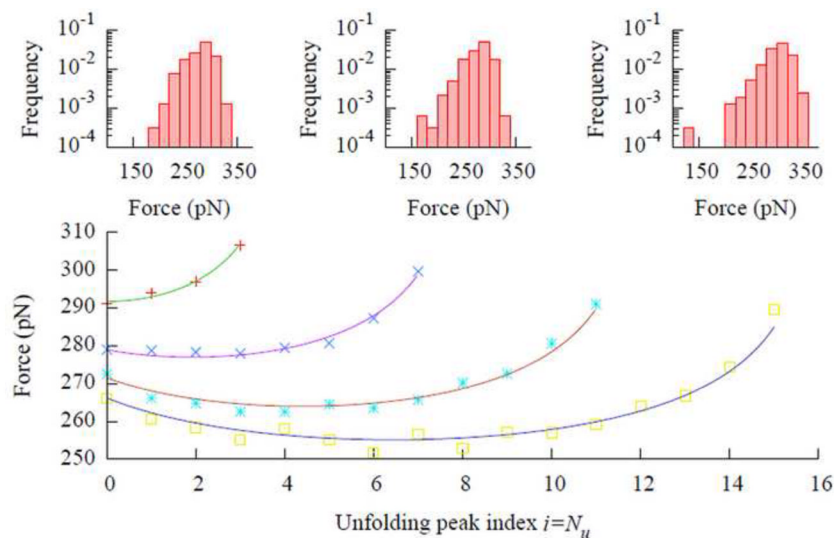 10⁻¹ 10⁻¹ 10⁻¹
10⁻² 10⁻² 10⁻²
10⁻³ 10⁻³ 10⁻³
10⁻⁴ 10⁻⁴ 10⁻⁴
Frequency Frequency Frequency
150 250 350 150 250 350 150 250 350
Force (pN) Force (pN) Force (pN)
310
300
290
280
270
260
250
Force (pN)
0 2 4 6 8 10 12 14 16
Unfolding peak index i=Nᵤ